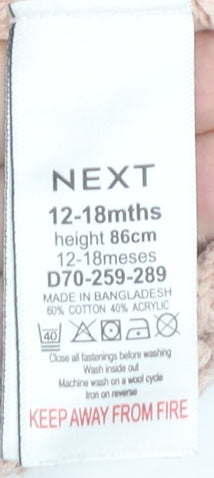 NEXT
12-18mths
height 86cm
12-18meses
D70-259-289
MADE IN BANGLADESH
60% COTTON 40% ACRYLIC
40
Close all fastenings before washing
Wash inside out
Machine wash on a wool cycle
Iron on reverse
KEEP AWAY FROM FIRE